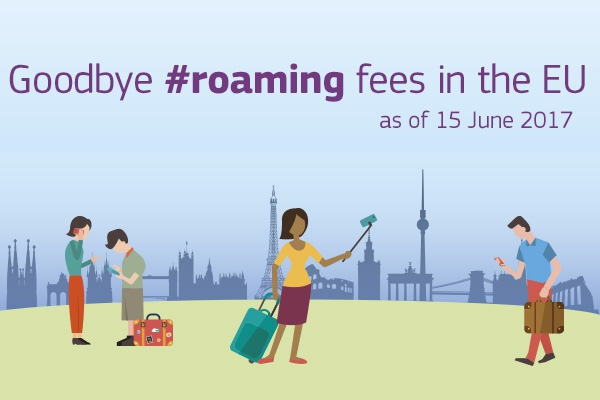 Goodbye #roaming fees in the EU
as of 15 June 2017